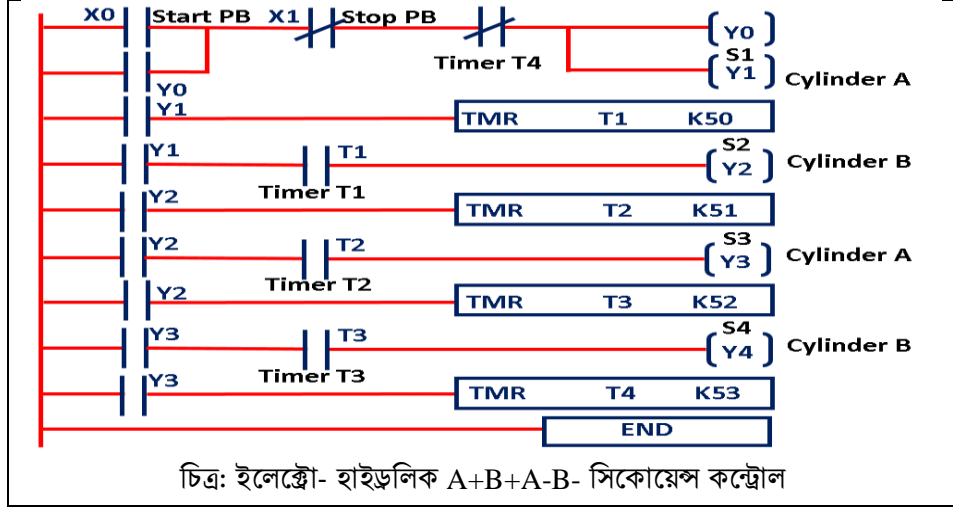 X0 Start PB X1 Stop PB Y0
Timer T4 S1
Y0 Y1 Cylinder A
Y1 TMR T1 K50
Y1 T1 S2
Timer T1 Y2 Cylinder B
Y2 TMR T2 K51
Y2 T2 S3
Timer T2 Y3 Cylinder A
Y2 TMR T3 K52
Y3 T3 S4
Timer T3 Y4 Cylinder B
Y3 TMR T4 K53
END
চিত্র: ইলেক্ট্রো- হাইড্রলিক A+B+A-B- সিকোয়েন্স কন্ট্রোল